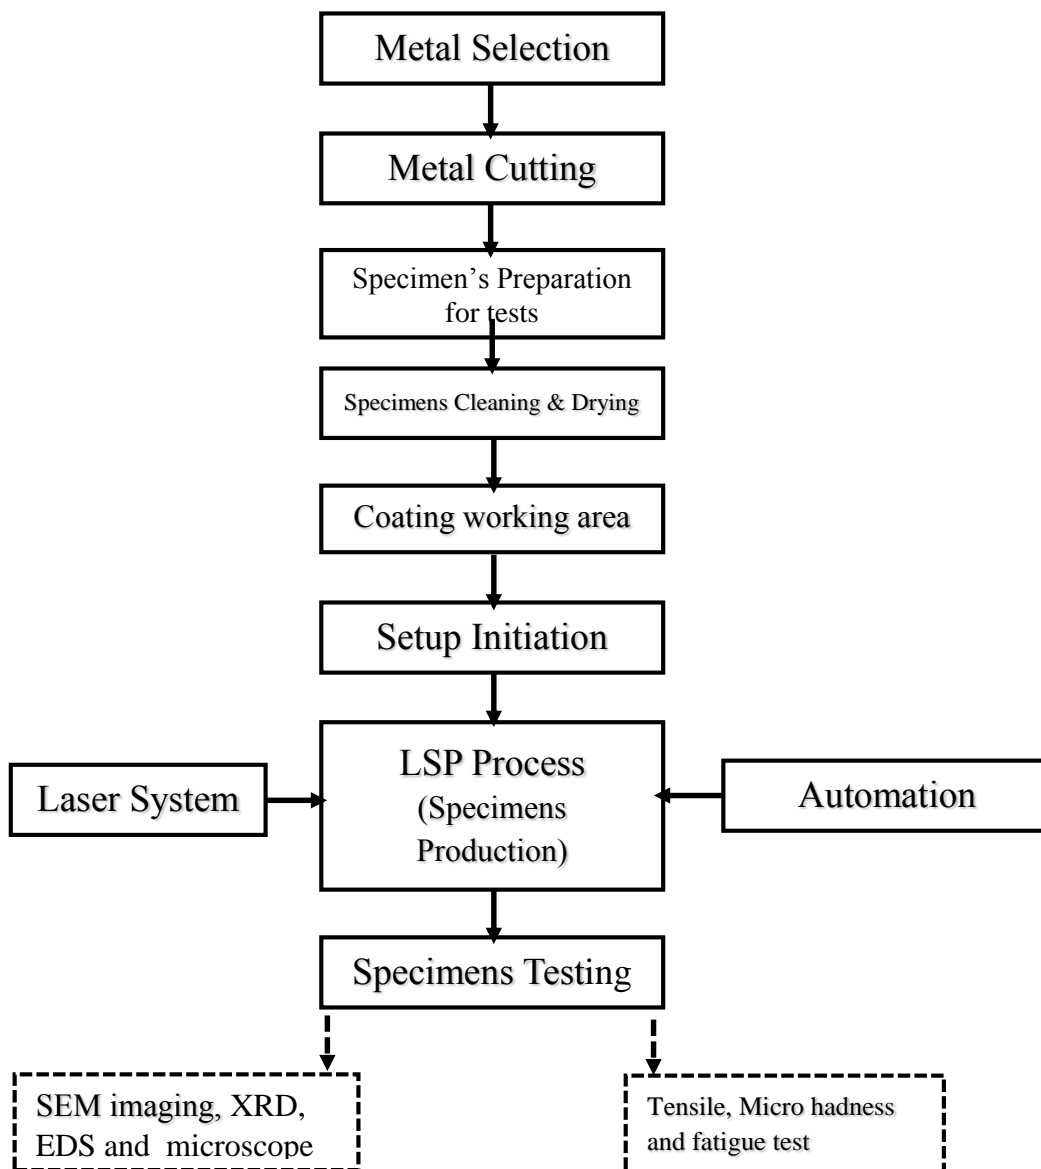 Metal Selection
Metal Cutting
Specimen’s Preparation
for tests
Specimens Cleaning & Drying
Coating working area
Setup Initiation
LSP Process
(Specimens
Production)
Laser System
Automation
Specimens Testing
SEM imaging, XRD,
EDS and microscope
Tensile, Micro hadness
and fatigue test